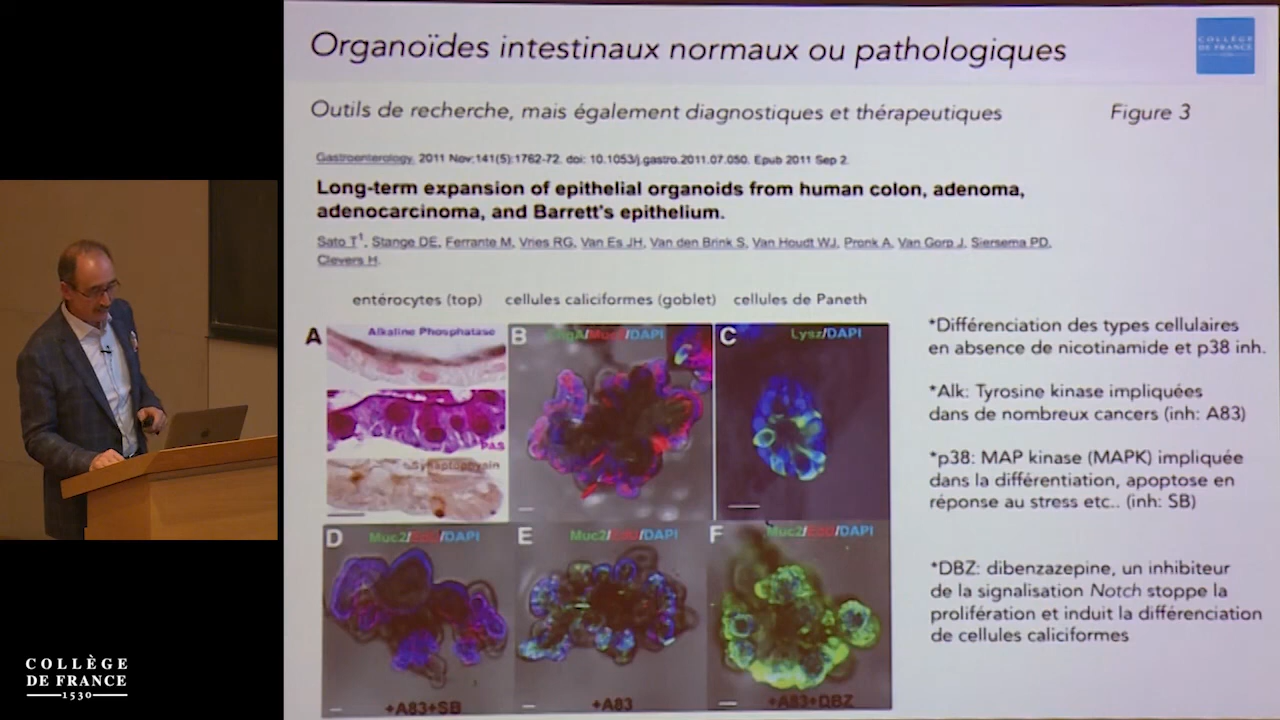 Organoïdes intestinaux normaux ou pathologiques
COLLÈGE
DE FRANCE
1530
Outils de recherche, mais également diagnostiques et thérapeutiques
Figure 3
Gastroenterology. 2011 Nov;141(5):1762-72. doi: 10.1053/j.gastro.2011.07.050. Epub 2011 Sep 2.
Long-term expansion of epithelial organoids from human colon, adenoma,
adenocarcinoma, and Barrett's epithelium.
Sato T1, Stange DE, Ferrante M, Vries RG, Van Es JH, Van den Brink S, Van Houdt WJ, Pronk A, Van Gorp J, Siersema PD,
Clevers H.
entérocytes (top)
cellules caliciformes (goblet)
cellules de Paneth
A
Alkaline Phosphatase
PAS
Synaptophysin
B
/DAPI
C
Lysz/DAPI
D
Muc2/EdU/DAPI
+A83+SB
E
Muc2/EdU/DAPI
+A83
F
Muc2/EdU/DAPI
+A83+DBZ
*Différenciation des types cellulaires
en absence de nicotinamide et p38 inh.
*Alk: Tyrosine kinase impliquées
dans de nombreux cancers (inh: A83)
*p38: MAP kinase (MAPK) impliquée
dans la différentiation, apoptose en
réponse au stress etc.. (inh: SB)
*DBZ: dibenzazepine, un inhibiteur
de la signalisation Notch stoppe la
prolifération et induit la différenciation
de cellules caliciformes
COLLÈGE
DE FRANCE
1530